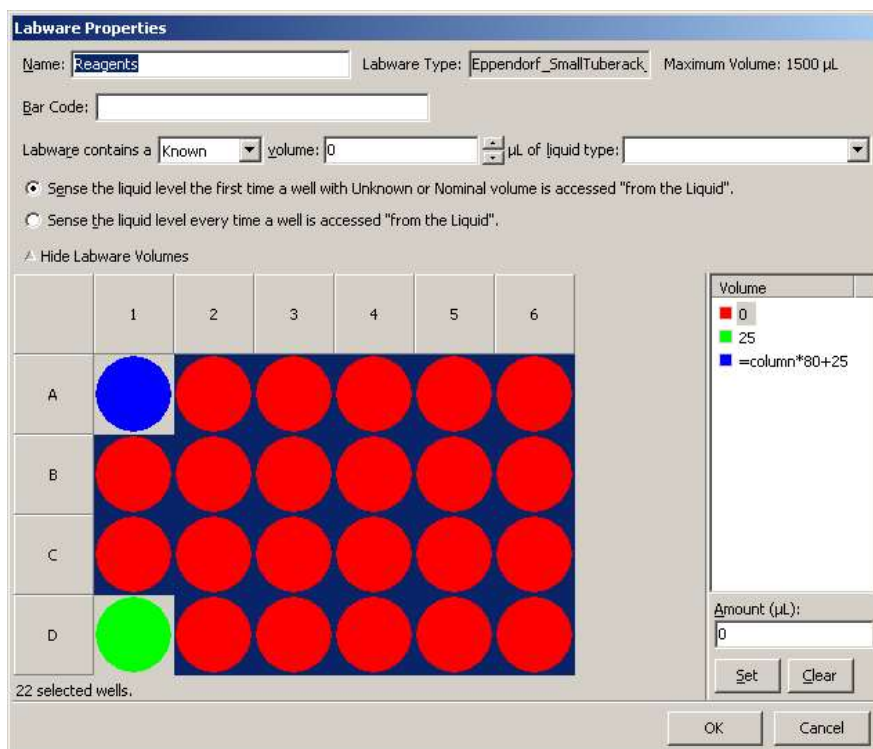 Labware Properties
Name: Reagents Labware Type: Eppendorf_SmallTuberack_ Maximum Volume: 1500 µL
Bar Code:
Labware contains a Known volume: 0 µL of liquid type:
Sense the liquid level the first time a well with Unknown or Nominal volume is accessed "from the Liquid".
Sense the liquid level every time a well is accessed "from the Liquid".
Hide Labware Volumes
1 2 3 4 5 6
A
B
C
D
22 selected wells.
Volume
0
25
=column*80+25
Amount (µL):
0
Set Clear
OK Cancel